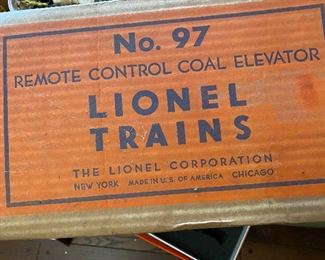 No. 97
REMOTE CONTROL COAL ELEVATOR
LIONEL
TRAINS
THE LIONEL CORPORATION
NEW YORK MADE IN U.S. OF AMERICA CHICAGO